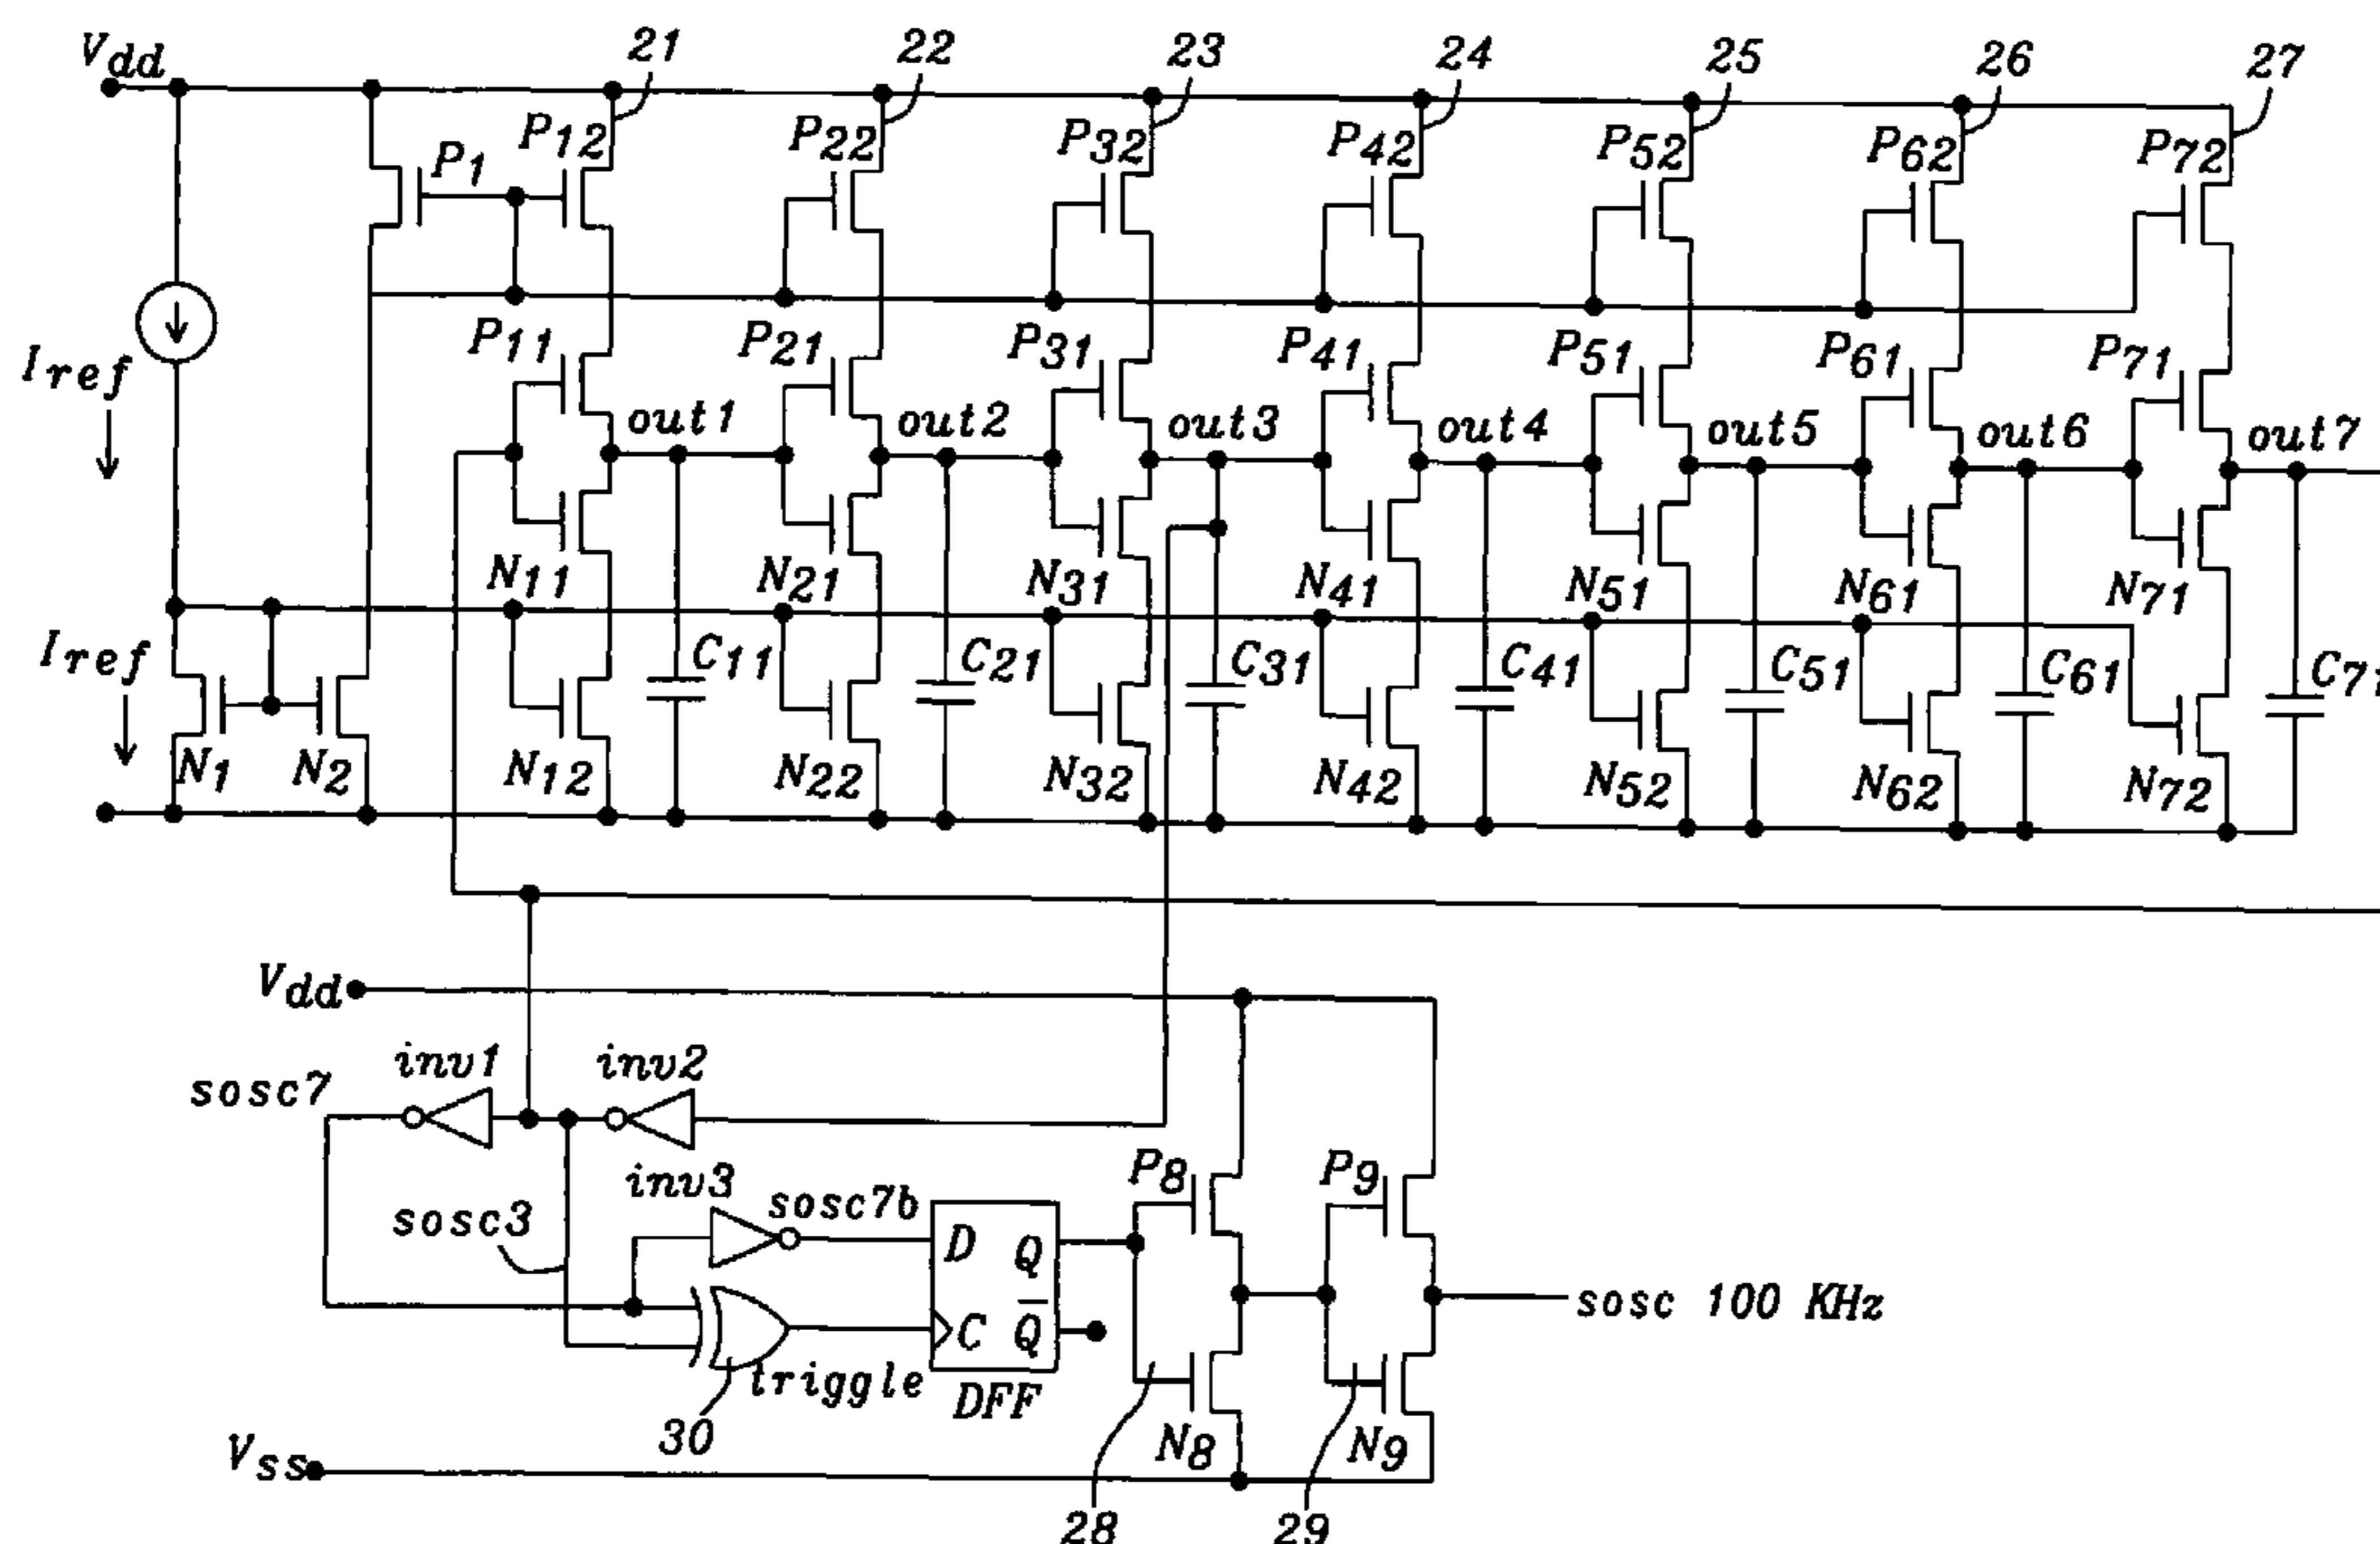 21 22 23 24 25 26 27
Vdd
P1 P12 P22 P32 P42 P52 P62 P72
Iref
P11 P21 P31 P41 P51 P61 P71
out1 out2 out3 out4 out5 out6 out7
N11 N21 N31 N41 N51 N61 N71
Iref
C11 C21 C31 C41 C51 C61 C71
N1 N2 N12 N22 N32 N42 N52 N62 N72
Vdd
inv1 inv2
sosc7
inv3
P8 P9
sosc3
sosc7b
D Q
C Q̅
sosc 100 KHz
triggle
DFF
30
N8 N9
Vss
28 29